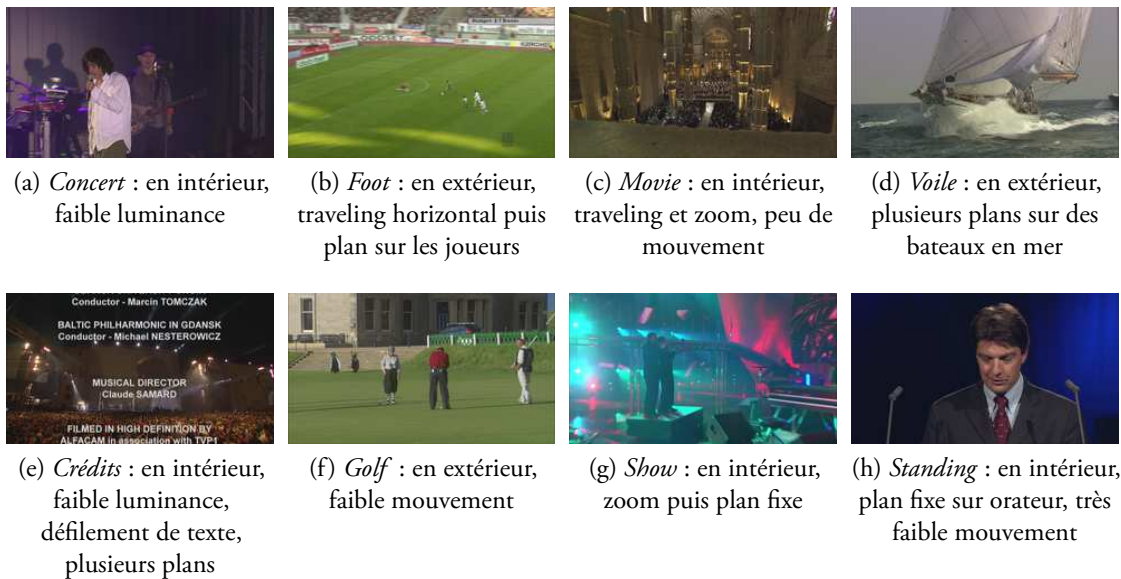 (a) Concert : en intérieur,
faible luminance
(b) Foot : en extérieur,
traveling horizontal puis
plan sur les joueurs
(c) Movie : en intérieur,
traveling et zoom, peu de
mouvement
(d) Voile : en extérieur,
plusieurs plans sur des
bateaux en mer
Conductor - Marcin TOMCZAK
BALTIC PHILHARMONIC IN GDANSK
Conductor - Michael NESTEROWICZ
MUSICAL DIRECTOR
Claude SAMARD
FILMED IN HIGH DEFINITION BY
ALFACAM in association with TVP1
(e) Crédits : en intérieur,
faible luminance,
défilement de texte,
plusieurs plans
(f) Golf : en extérieur,
faible mouvement
(g) Show : en intérieur,
zoom puis plan fixe
(h) Standing : en intérieur,
plan fixe sur orateur, très
faible mouvement